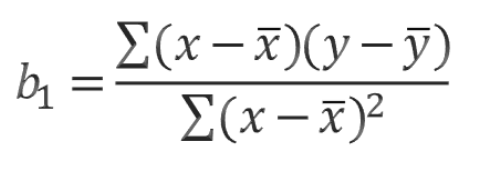 b₁ = ∑(x − x̅)(y − y̅) / ∑(x − x̅)²